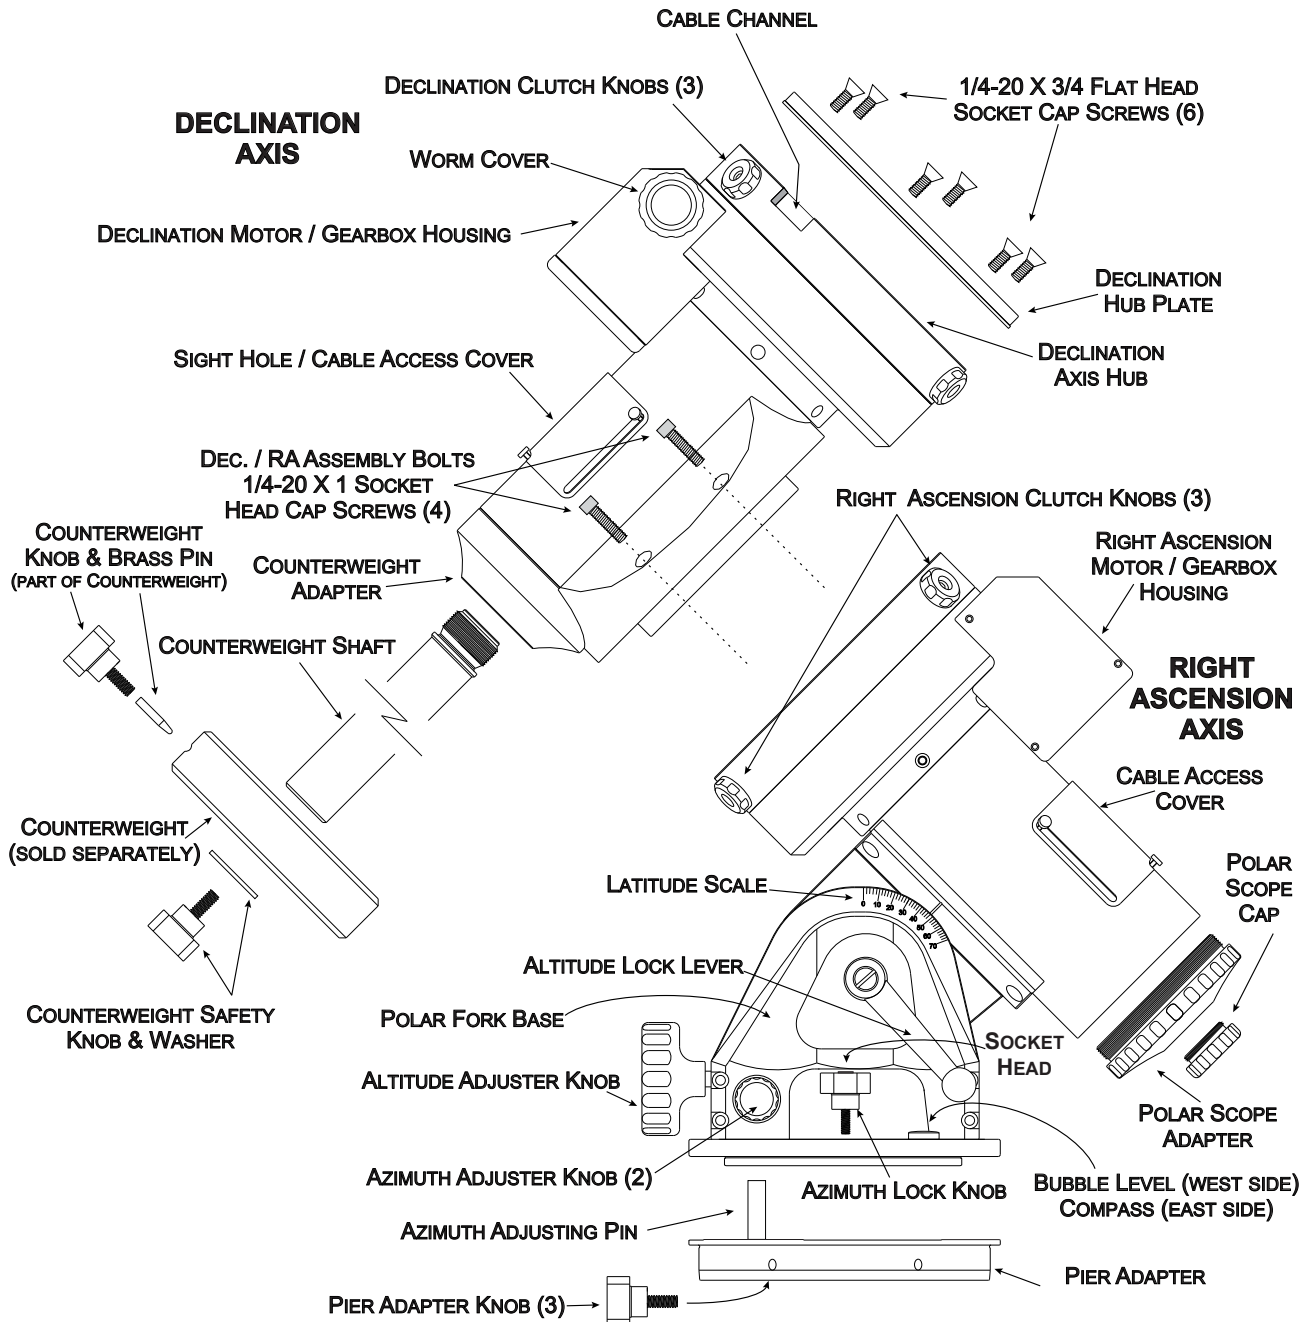 CABLE CHANNEL
DECLINATION CLUTCH KNOBS (3)
1/4-20 X 3/4 FLAT HEAD
SOCKET CAP SCREWS (6)
DECLINATION
AXIS
WORM COVER
DECLINATION MOTOR / GEARBOX HOUSING
DECLINATION
HUB PLATE
SIGHT HOLE / CABLE ACCESS COVER
DECLINATION
AXIS HUB
DEC. / RA ASSEMBLY BOLTS
1/4-20 X 1 SOCKET
HEAD CAP SCREWS (4)
RIGHT ASCENSION CLUTCH KNOBS (3)
COUNTERWEIGHT
KNOB & BRASS PIN
(PART OF COUNTERWEIGHT)
COUNTERWEIGHT
ADAPTER
RIGHT ASCENSION
MOTOR / GEARBOX
HOUSING
COUNTERWEIGHT SHAFT
RIGHT
ASCENSION
AXIS
CABLE ACCESS
COVER
COUNTERWEIGHT
(SOLD SEPARATELY)
LATITUDE SCALE
0 10 20 30 40 50 60 70
POLAR
SCOPE
CAP
ALTITUDE LOCK LEVER
POLAR FORK BASE
COUNTERWEIGHT SAFETY
KNOB & WASHER
SOCKET
HEAD
ALTITUDE ADJUSTER KNOB
POLAR SCOPE
ADAPTER
AZIMUTH ADJUSTER KNOB (2)
AZIMUTH LOCK KNOB
BUBBLE LEVEL (WEST SIDE)
COMPASS (EAST SIDE)
AZIMUTH ADJUSTING PIN
PIER ADAPTER
PIER ADAPTER KNOB (3)